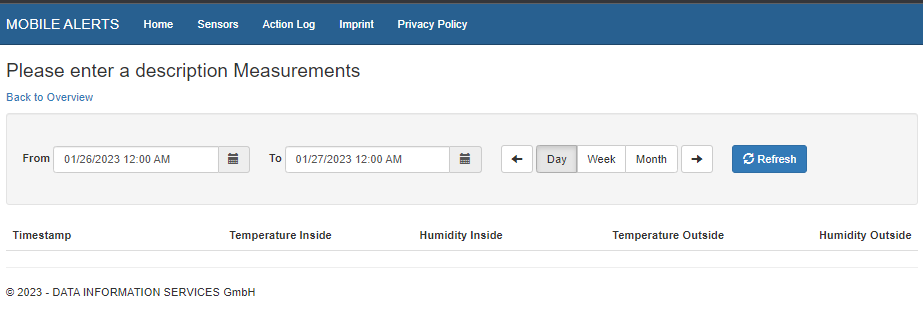 MOBILE ALERTS Home Sensors Action Log Imprint Privacy Policy
Please enter a description Measurements
Back to Overview
From 01/26/2023 12:00 AM To 01/27/2023 12:00 AM Day Week Month Refresh
Timestamp Temperature Inside Humidity Inside Temperature Outside Humidity Outside
© 2023 - DATA INFORMATION SERVICES GmbH